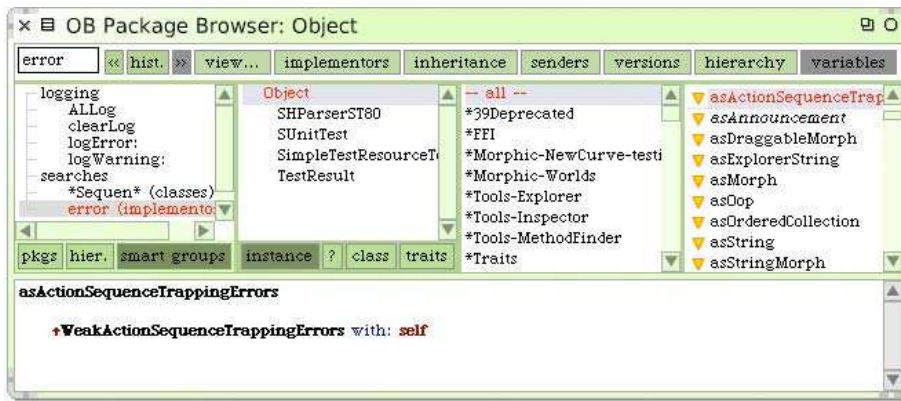 OB Package Browser: Object
error « hist. » view... implementors inheritance senders versions hierarchy variables
logging
ALLog
clearLog
logError:
logWarning:
searches
*Sequen* (classes)
error (implemento
pkgs hier. smart groups
Object
SHParserST80
SUnitTest
SimpleTestResourceTe
TestResult
instance ? class traits
-- all --
*39Deprecated
*FFI
*Morphic-NewCurve-testi
*Morphic-Worlds
*Tools-Explorer
*Tools-Inspector
*Tools-MethodFinder
*Traits
asActionSequenceTrap
asAnnouncement
asDraggableMorph
asExplorerString
asMorph
asOop
asOrderedCollection
asString
asStringMorph
asActionSequenceTrappingErrors
↑WeakActionSequenceTrappingErrors with: self